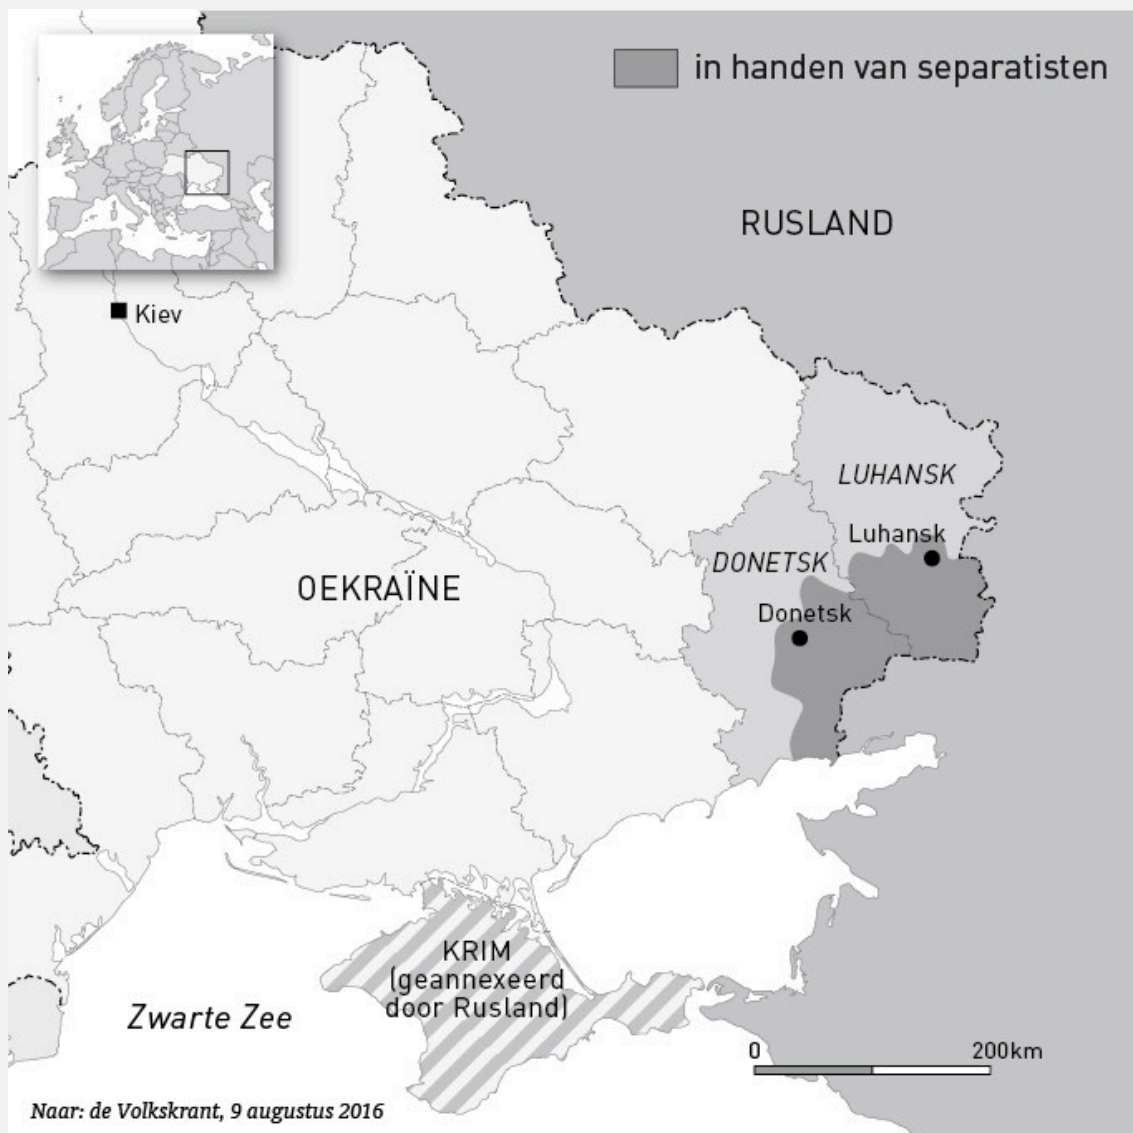 in handen van separatisten
RUSLAND
Kiev
LUHANSK
Luhansk
DONETSK
OEKRAÏNE
Donetsk
KRIM
(geannexeerd
door Rusland)
Zwarte Zee
0 200km
Naar: de Volkskrant, 9 augustus 2016